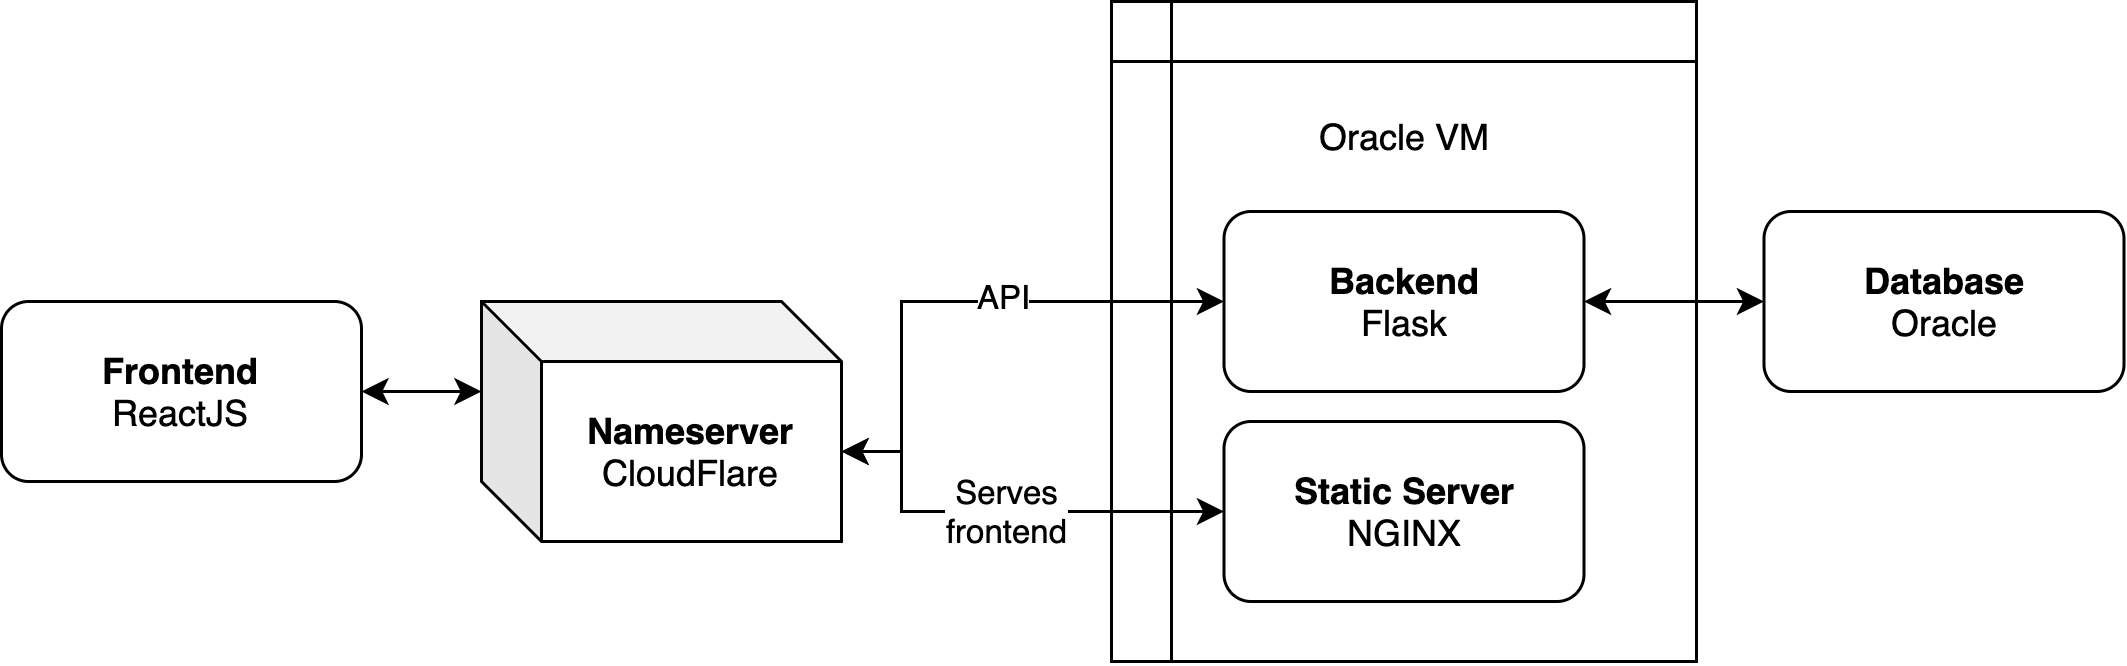 Frontend
ReactJS
Nameserver
CloudFlare
API
Serves
frontend
Oracle VM
Backend
Flask
Static Server
NGINX
Database
Oracle